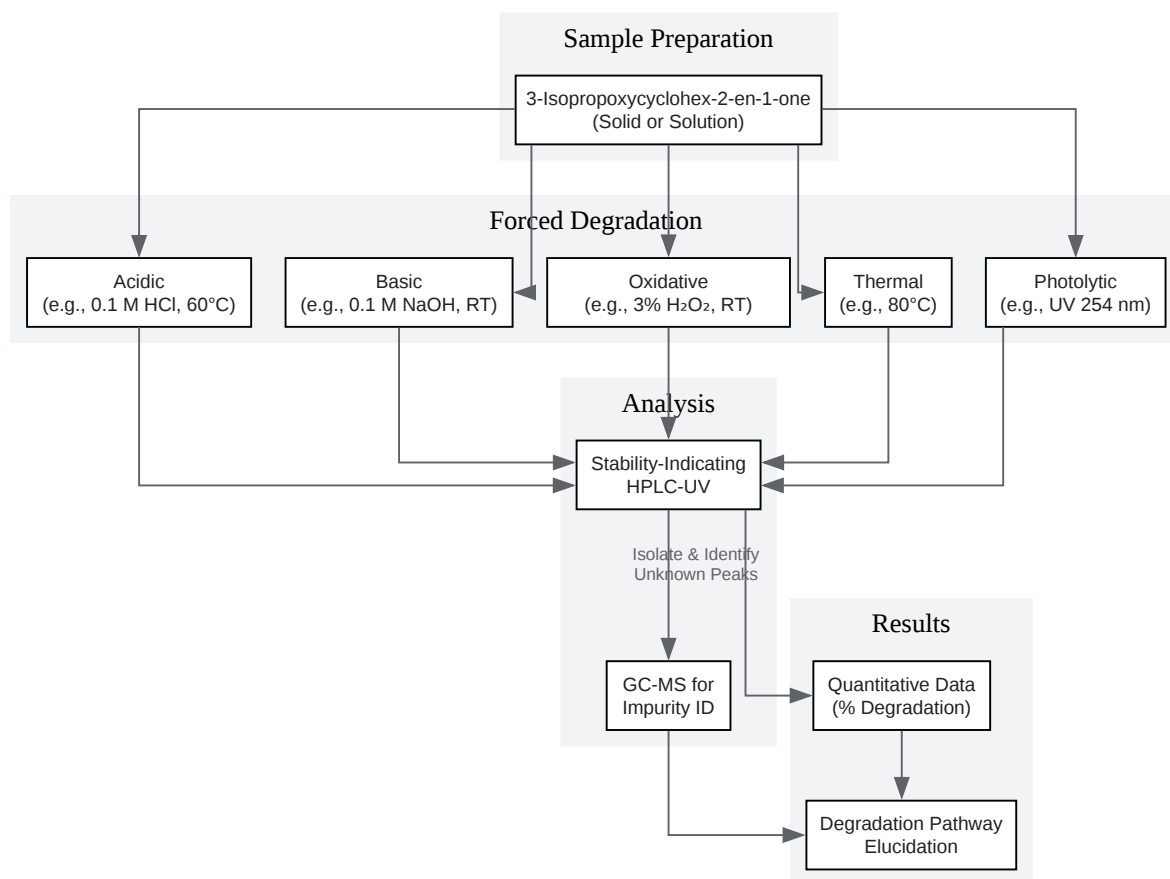 Sample Preparation
3-Isopropoxycyclohex-2-en-1-one
(Solid or Solution)
Forced Degradation
Acidic
(e.g., 0.1 M HCl, 60°C)
Basic
(e.g., 0.1 M NaOH, RT)
Oxidative
(e.g., 3% H₂O₂, RT)
Thermal
(e.g., 80°C)
Photolytic
(e.g., UV 254 nm)
Analysis
Stability-Indicating
HPLC-UV
Isolate & Identify
Unknown Peaks
Results
GC-MS for
Impurity ID
Quantitative Data
(% Degradation)
Degradation Pathway
Elucidation